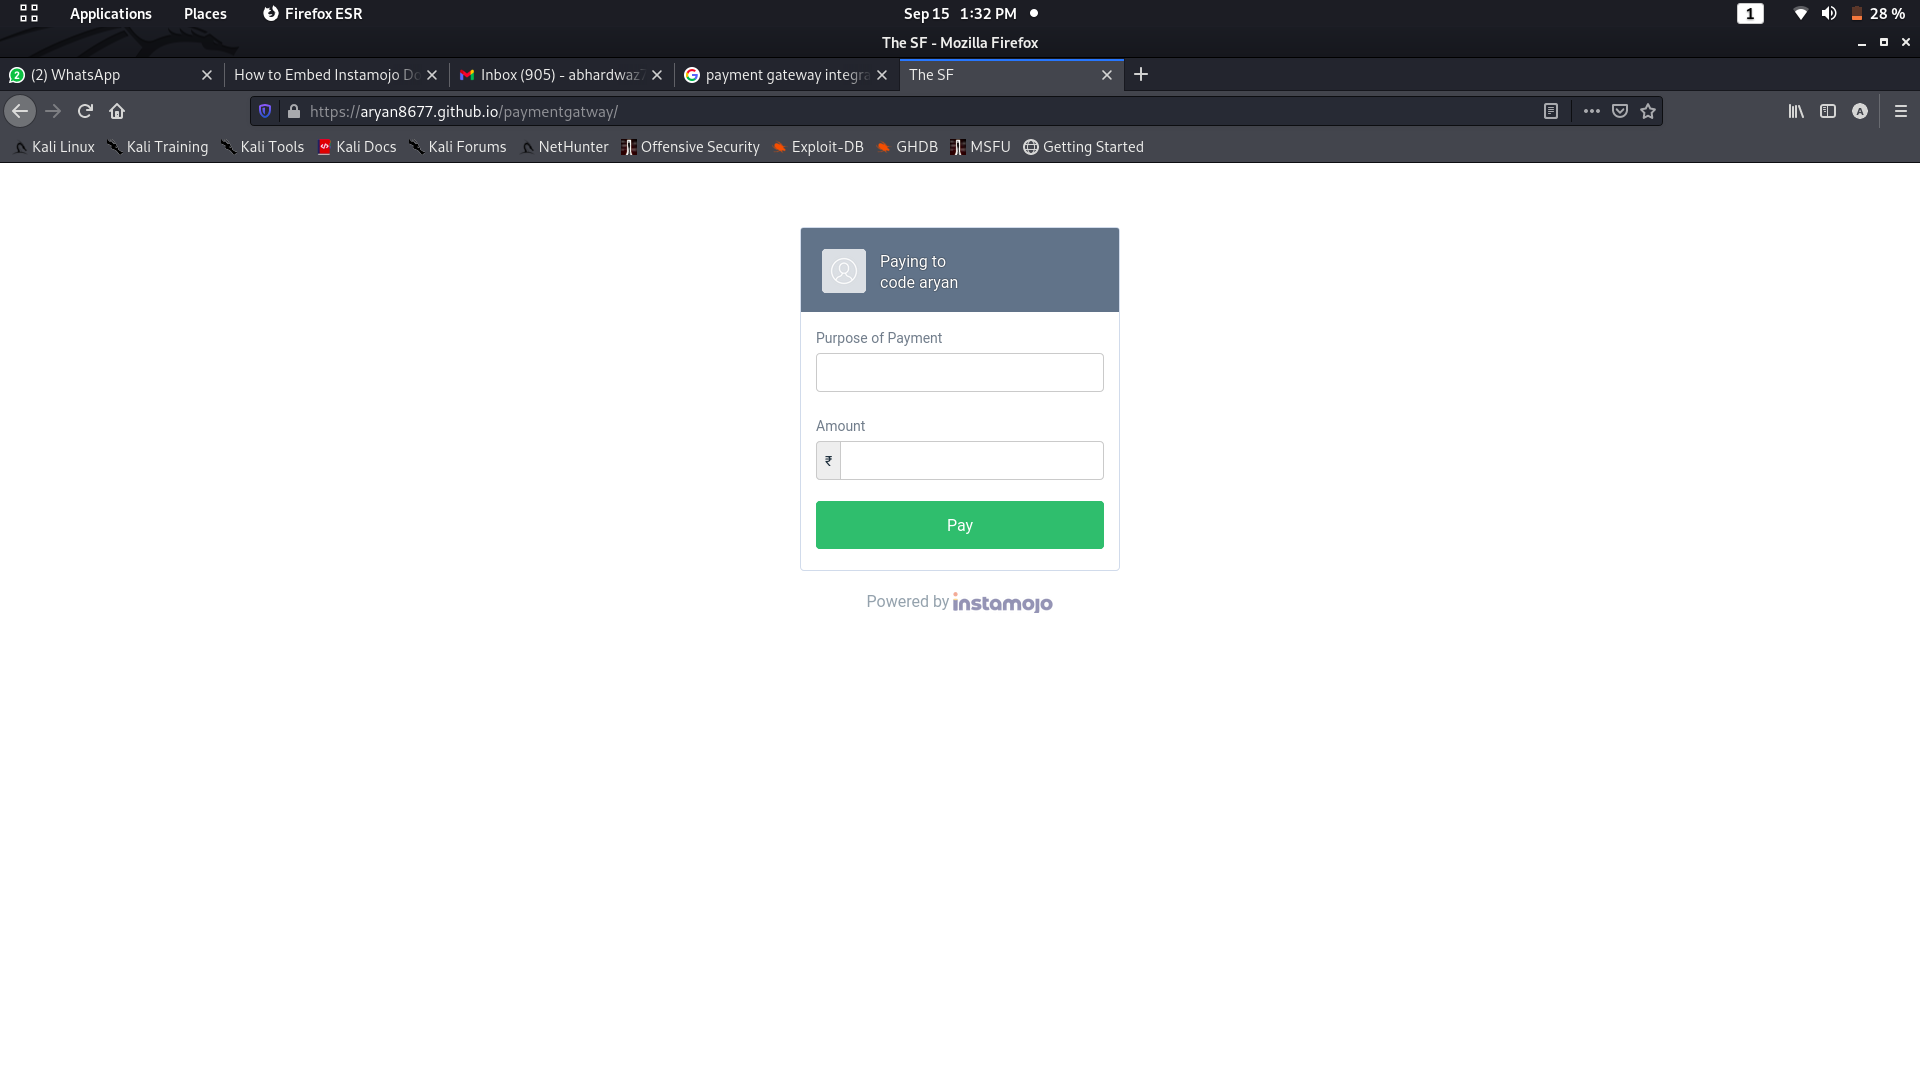 Applications Places Firefox ESR Sep 15 1:32 PM 1 28 %
The SF - Mozilla Firefox
(2) WhatsApp How to Embed Instamojo Do Inbox (905) - abhardwaz7 payment gateway integra The SF
https://aryan8677.github.io/paymentgatway/
Kali Linux Kali Training Kali Tools Kali Docs Kali Forums NetHunter Offensive Security Exploit-DB GHDB MSFU Getting Started
Paying to
code aryan
Purpose of Payment
Amount
₹
Pay
Powered by instamojo